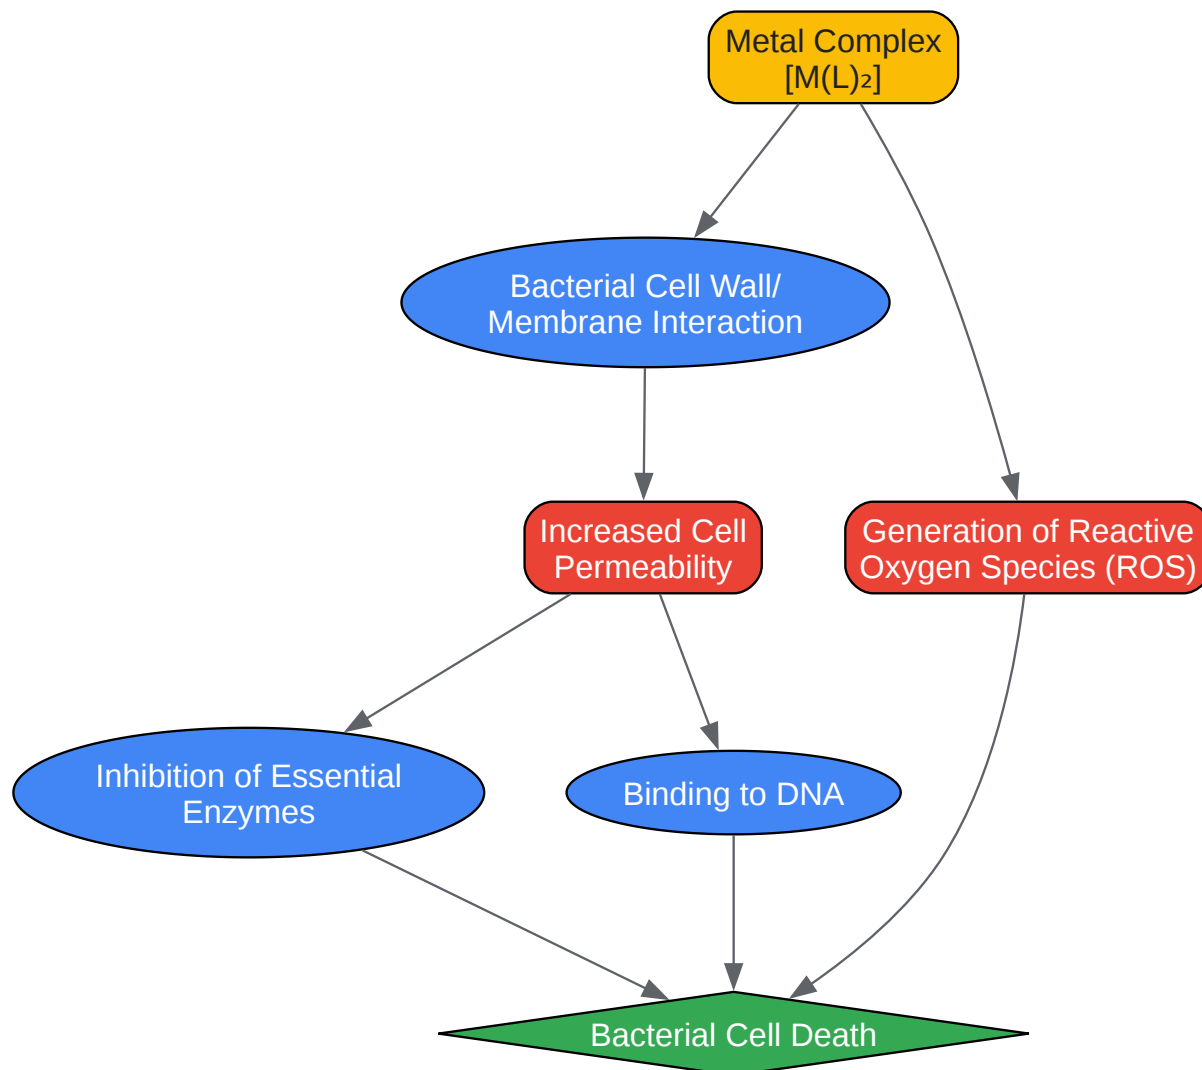 Metal Complex
[M(L)₂]
Bacterial Cell Wall/
Membrane Interaction
Increased Cell
Permeability
Generation of Reactive
Oxygen Species (ROS)
Inhibition of Essential
Enzymes
Binding to DNA
Bacterial Cell Death